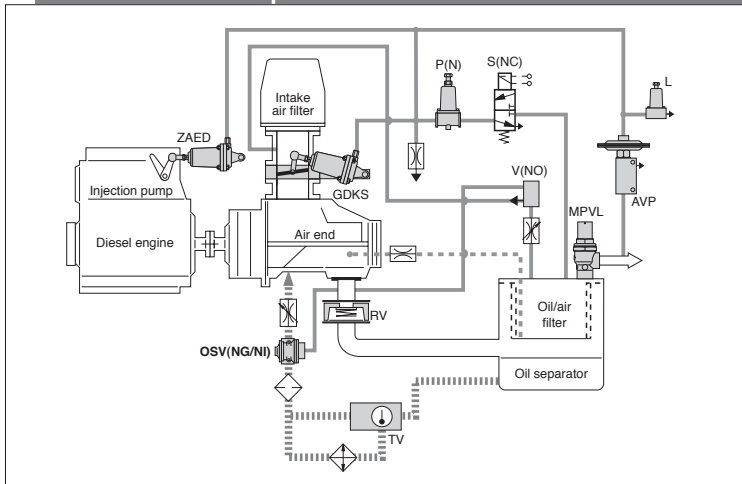 P(N)
S(NC)
L
Intake
air filter
ZAED
V(NO)
Injection pump
GDKS
MPVL
AVP
Diesel engine
Air end
Oil/air
filter
RV
OSV(NG/NI)
Oil separator
TV